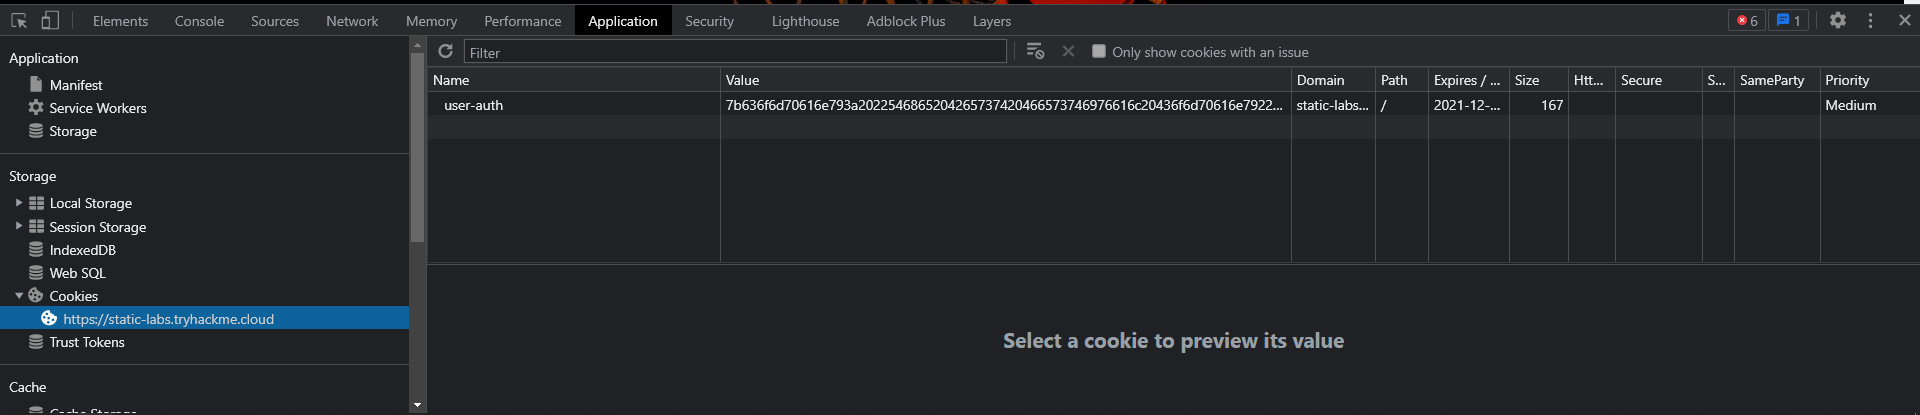 Elements Console Sources Network Memory Performance Application Security Lighthouse Adblock Plus Layers 6 1
Application
Manifest
Service Workers
Storage
Storage
Local Storage
Session Storage
IndexedDB
Web SQL
Cookies
https://static-labs.tryhackme.cloud
Trust Tokens
Cache
Cache Storage
Filter Only show cookies with an issue
Name Value Domain Path Expires / ... Size Htt... Secure S... SameParty Priority
user-auth 7b636f6d70616e793a2022546865204265737420466573746976616c20436f6d70616e7922... static-labs... / 2021-12-... 167 Medium
Select a cookie to preview its value